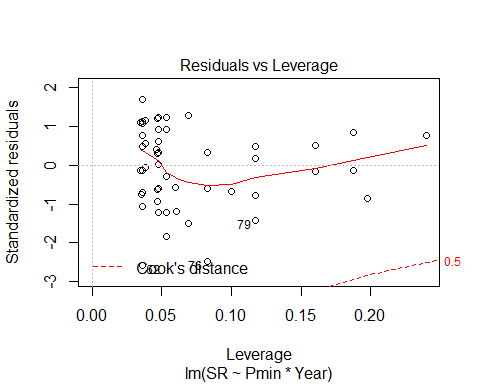 Residuals vs Leverage
Standardized residuals
2
1
0
-1
-2
-3
79
76
Cook's distance
0.5
0.00
0.05
0.10
0.15
0.20
Leverage
lm(SR ~ Pmin * Year)